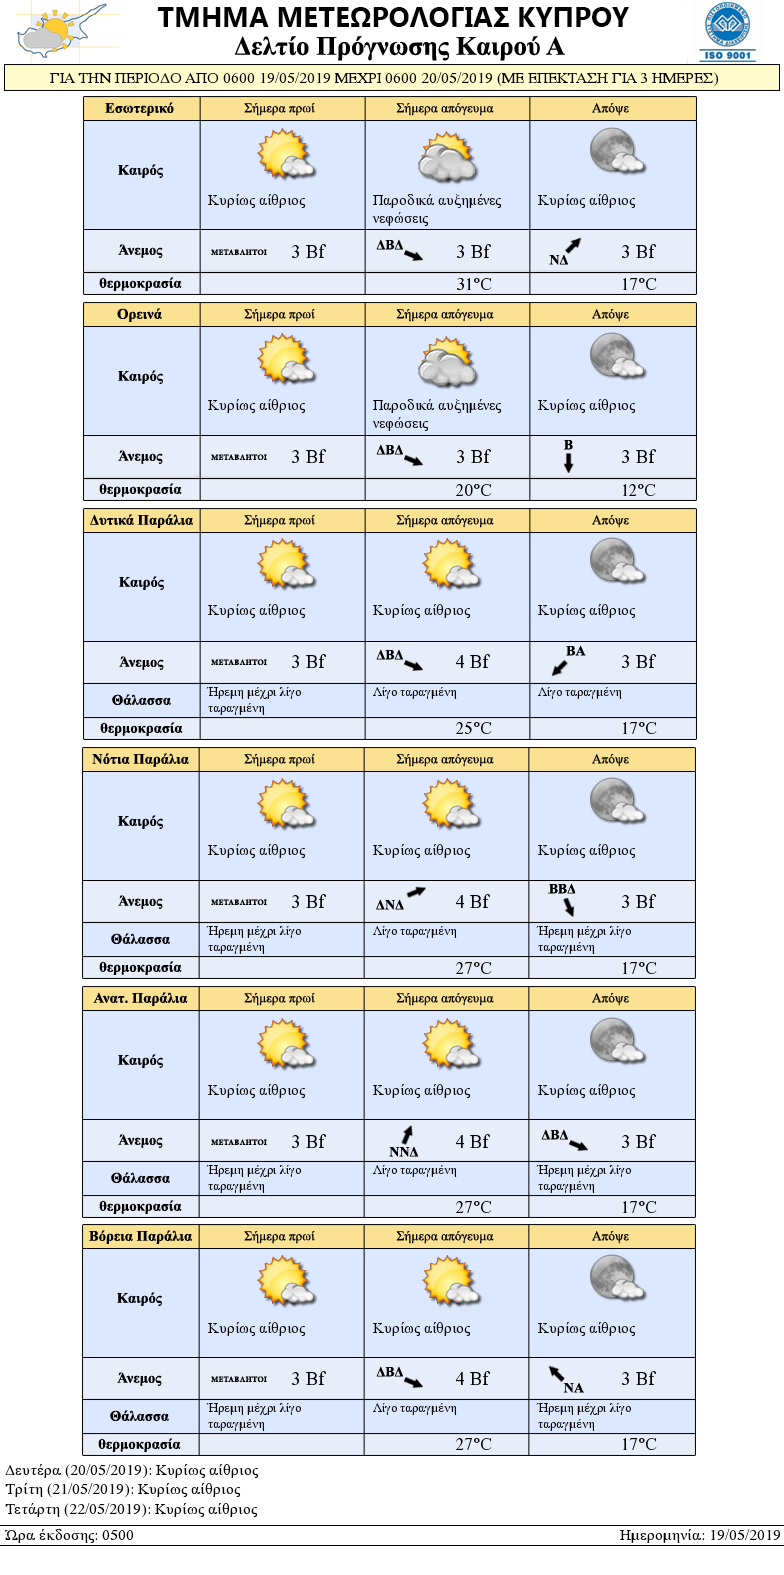 ΤΜΗΜΑ ΜΕΤΕΩΡΟΛΟΓΙΑΣ ΚΥΠΡΟΥ
Δελτίο Πρόγνωσης Καιρού Α
ISO 9001
ΓΙΑ ΤΗΝ ΠΕΡΙΟΔΟ ΑΠΟ 0600 19/05/2019 ΜΕΧΡΙ 0600 20/05/2019 (ΜΕ ΕΠΕΚΤΑΣΗ ΓΙΑ 3 ΗΜΕΡΕΣ)
Εσωτερικό Σήμερα πρωί Σήμερα απόγευμα Απόψε
Καιρός
Κυρίως αίθριος Παροδικά αυξημένες Κυρίως αίθριος
νεφώσεις
Άνεμος ΜΕΤΑΒΛΗΤΟΙ 3 Bf ΔΒΔ 3 Bf ΝΔ 3 Bf
θερμοκρασία 31°C 17°C
Ορεινά Σήμερα πρωί Σήμερα απόγευμα Απόψε
Καιρός
Κυρίως αίθριος Παροδικά αυξημένες Κυρίως αίθριος
νεφώσεις
Άνεμος ΜΕΤΑΒΛΗΤΟΙ 3 Bf ΔΒΔ 3 Bf Β 3 Bf
θερμοκρασία 20°C 12°C
Δυτικά Παράλια Σήμερα πρωί Σήμερα απόγευμα Απόψε
Καιρός
Κυρίως αίθριος Κυρίως αίθριος Κυρίως αίθριος
Άνεμος ΜΕΤΑΒΛΗΤΟΙ 3 Bf ΔΒΔ 4 Bf ΒΑ 3 Bf
Θάλασσα Ήρεμη μέχρι λίγο Λίγο ταραγμένη Λίγο ταραγμένη
ταραγμένη
θερμοκρασία 25°C 17°C
Νότια Παράλια Σήμερα πρωί Σήμερα απόγευμα Απόψε
Καιρός
Κυρίως αίθριος Κυρίως αίθριος Κυρίως αίθριος
Άνεμος ΜΕΤΑΒΛΗΤΟΙ 3 Bf ΔΝΔ 4 Bf ΒΒΔ 3 Bf
Θάλασσα Ήρεμη μέχρι λίγο Λίγο ταραγμένη Ήρεμη μέχρι λίγο
ταραγμένη ταραγμένη
θερμοκρασία 27°C 17°C
Ανατ. Παράλια Σήμερα πρωί Σήμερα απόγευμα Απόψε
Καιρός
Κυρίως αίθριος Κυρίως αίθριος Κυρίως αίθριος
Άνεμος ΜΕΤΑΒΛΗΤΟΙ 3 Bf ΝΝΔ 4 Bf ΔΒΔ 3 Bf
Θάλασσα Ήρεμη μέχρι λίγο Λίγο ταραγμένη Ήρεμη μέχρι λίγο
ταραγμένη ταραγμένη
θερμοκρασία 27°C 17°C
Βόρεια Παράλια Σήμερα πρωί Σήμερα απόγευμα Απόψε
Καιρός
Κυρίως αίθριος Κυρίως αίθριος Κυρίως αίθριος
Άνεμος ΜΕΤΑΒΛΗΤΟΙ 3 Bf ΔΒΔ 4 Bf ΝΑ 3 Bf
Θάλασσα Ήρεμη μέχρι λίγο Λίγο ταραγμένη Ήρεμη μέχρι λίγο
ταραγμένη ταραγμένη
θερμοκρασία 27°C 17°C
Δευτέρα (20/05/2019): Κυρίως αίθριος
Τρίτη (21/05/2019): Κυρίως αίθριος
Τετάρτη (22/05/2019): Κυρίως αίθριος
Ώρα έκδοσης: 0500 Ημερομηνία: 19/05/2019